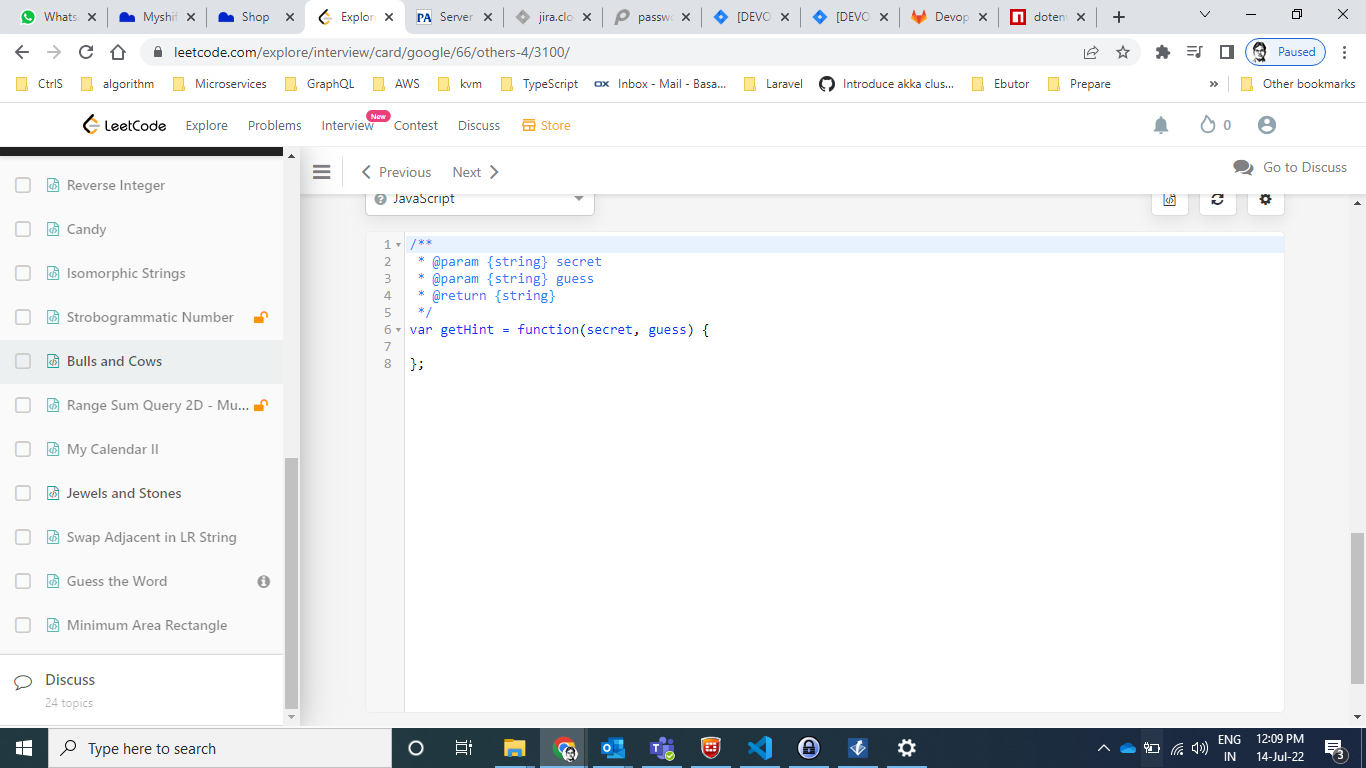 Whats
Myshif
Shop
Explore
Server
jira.clo
passwo
[DEVO
[DEVO
Devop
doten
leetcode.com/explore/interview/card/google/66/others-4/3100/
Paused
CtrlS
algorithm
Microservices
GraphQL
AWS
kvm
TypeScript
Inbox - Mail - Basa...
Laravel
Introduce akka clus...
Ebutor
Prepare
»
Other bookmarks
LeetCode
Explore
Problems
Interview
New
Contest
Discuss
Store
0
Previous
Next
Go to Discuss
Reverse Integer
Candy
Isomorphic Strings
Strobogrammatic Number
Bulls and Cows
Range Sum Query 2D - Mu...
My Calendar II
Jewels and Stones
Swap Adjacent in LR String
Guess the Word
Minimum Area Rectangle
Discuss
24 topics
JavaScript
1 /**
2 * @param {string} secret
3 * @param {string} guess
4 * @return {string}
5 */
6 var getHint = function(secret, guess) {
7
8 };
Type here to search
ENG
IN
12:09 PM
14-Jul-22
3